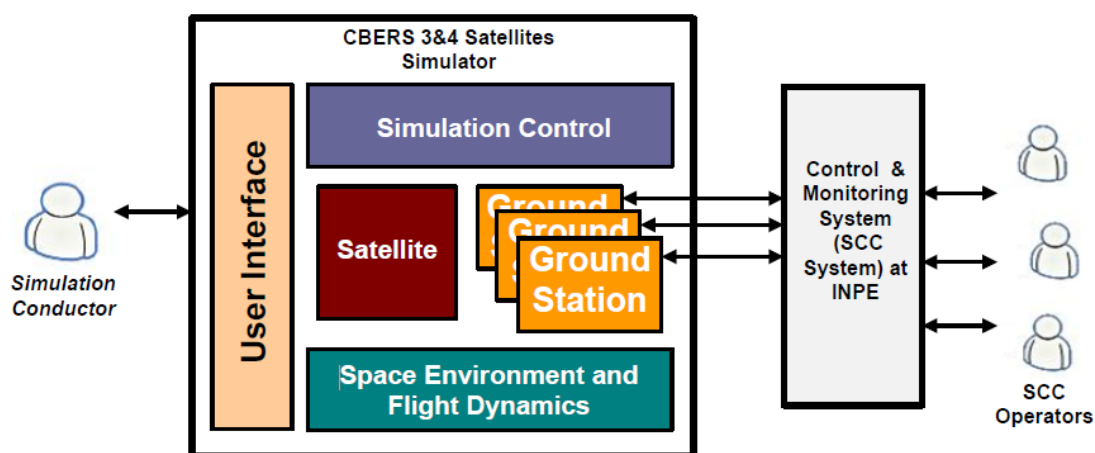 CBERS 3&4 Satellites
Simulator
User Interface
Simulation Control
Satellite
Ground
S
Ground
S
Ground
Station
Space Environment and
Flight Dynamics
Simulation
Conductor
Control &
Monitoring
System
(SCC
System) at
INPE
SCC
Operators